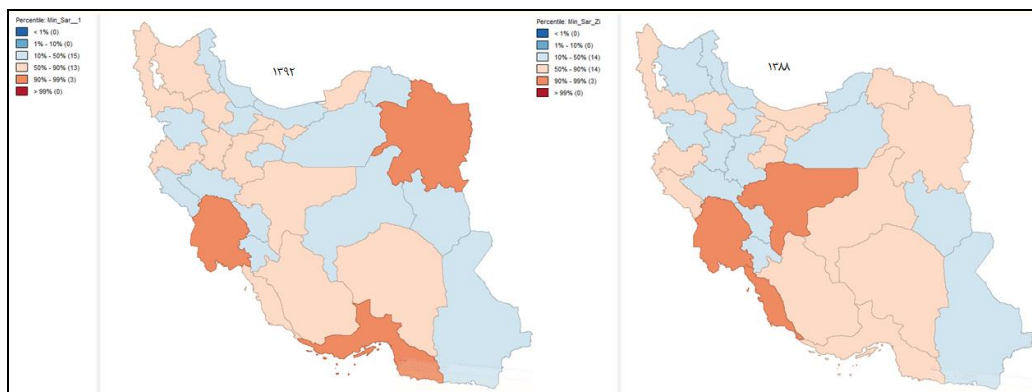 Percentile: Min_Sar__1
< 1% (0)
1% - 10% (0)
10% - 50% (15)
50% - 90% (13)
90% - 99% (3)
> 99% (0)
۱۳۹۲
Percentile: Min_Sar_Zi
< 1% (0)
1% - 10% (0)
10% - 50% (14)
50% - 90% (14)
90% - 99% (3)
> 99% (0)
۱۳۸۸